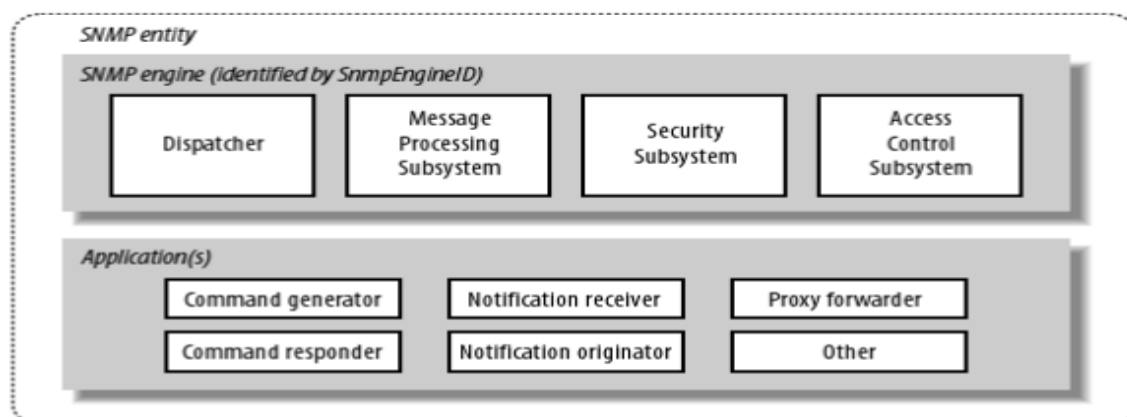 SNMP entity
SNMP engine (identified by SnmpEngineID)
Dispatcher
Message
Processing
Subsystem
Security
Subsystem
Access
Control
Subsystem
Application(s)
Command generator
Notification receiver
Proxy forwarder
Command responder
Notification originator
Other